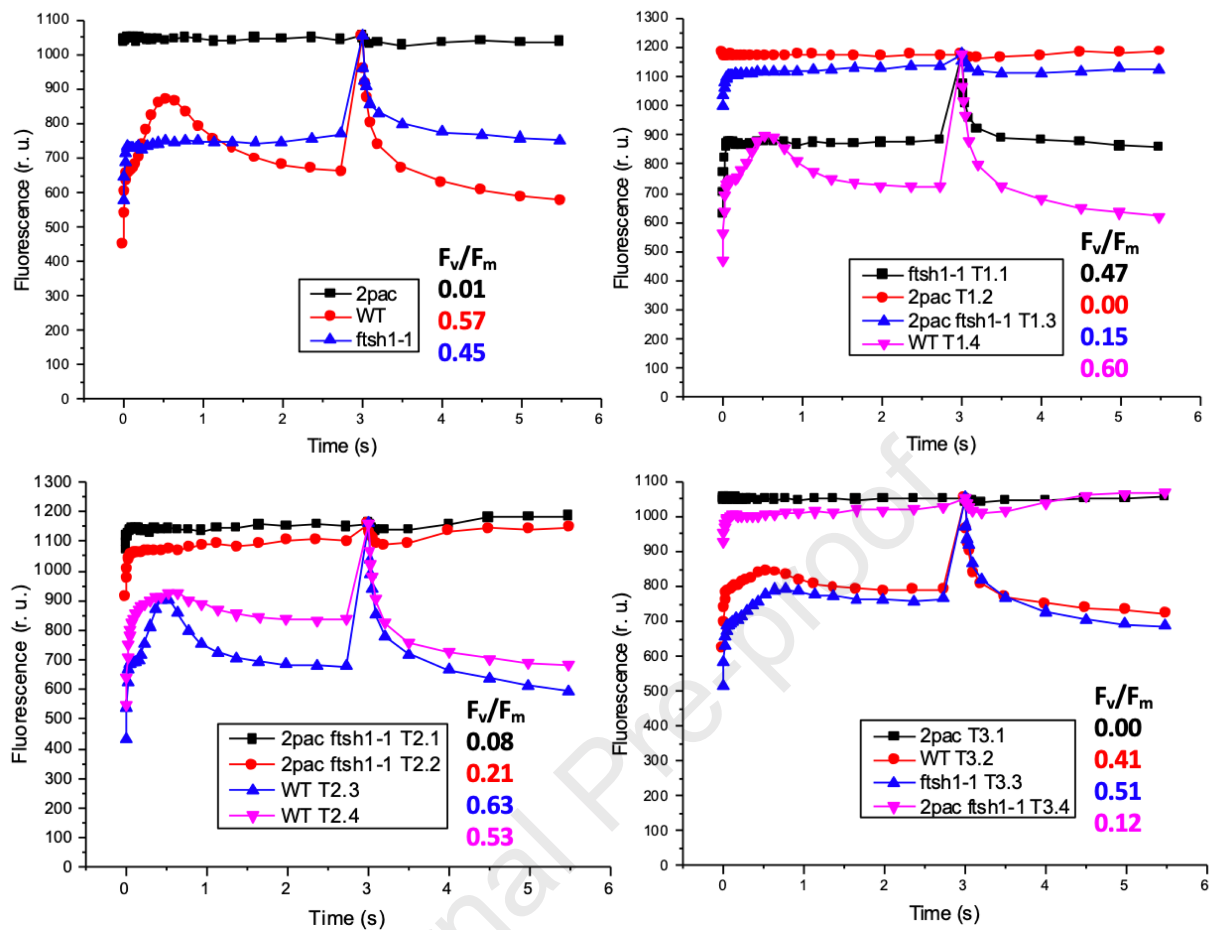 1100
1000
900
800
700
600
500
400
300
200
100
0
Fluorescence (r. u.)
0 1 2 3 4 5 6
Time (s)
2pac
WT
ftsh1-1
Fv/Fm
0.01
0.57
0.45
1300
1200
1100
1000
900
800
700
600
500
400
300
200
100
0
Fluorescence (r. u.)
0 1 2 3 4 5 6
Time (s)
ftsh1-1 T1.1
2pac T1.2
2pac ftsh1-1 T1.3
WT T1.4
Fv/Fm
0.47
0.00
0.15
0.60
1300
1200
1100
1000
900
800
700
600
500
400
300
200
100
0
Fluorescence (r. u.)
0 1 2 3 4 5 6
Time (s)
2pac ftsh1-1 T2.1
2pac ftsh1-1 T2.2
WT T2.3
WT T2.4
Fv/Fm
0.08
0.21
0.63
0.53
1100
1000
900
800
700
600
500
400
300
200
100
0
Fluorescence (r. u.)
0 1 2 3 4 5 6
Time (s)
2pac T3.1
WT T3.2
ftsh1-1 T3.3
2pac ftsh1-1 T3.4
Fv/Fm
0.00
0.41
0.51
0.12
nal Pre-proof